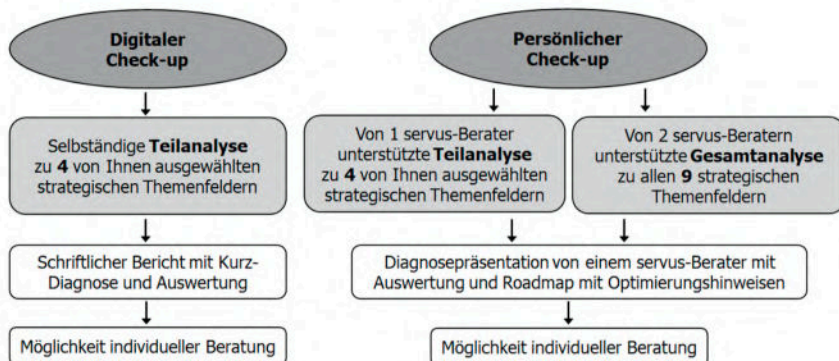 Digitaler
Check-up
Selbständige Teilanalyse
zu 4 von Ihnen ausgewählten
strategischen Themenfeldern
Schriftlicher Bericht mit Kurz-
Diagnose und Auswertung
Möglichkeit individueller Beratung
Persönlicher
Check-up
Von 1 servus-Berater
unterstützte Teilanalyse
zu 4 von Ihnen ausgewählten
strategischen Themenfeldern
Von 2 servus-Beratern
unterstützte Gesamtanalyse
zu allen 9 strategischen
Themenfeldern
Diagnosepräsentation von einem servus-Berater mit
Auswertung und Roadmap mit Optimierungshinweisen
Möglichkeit individueller Beratung